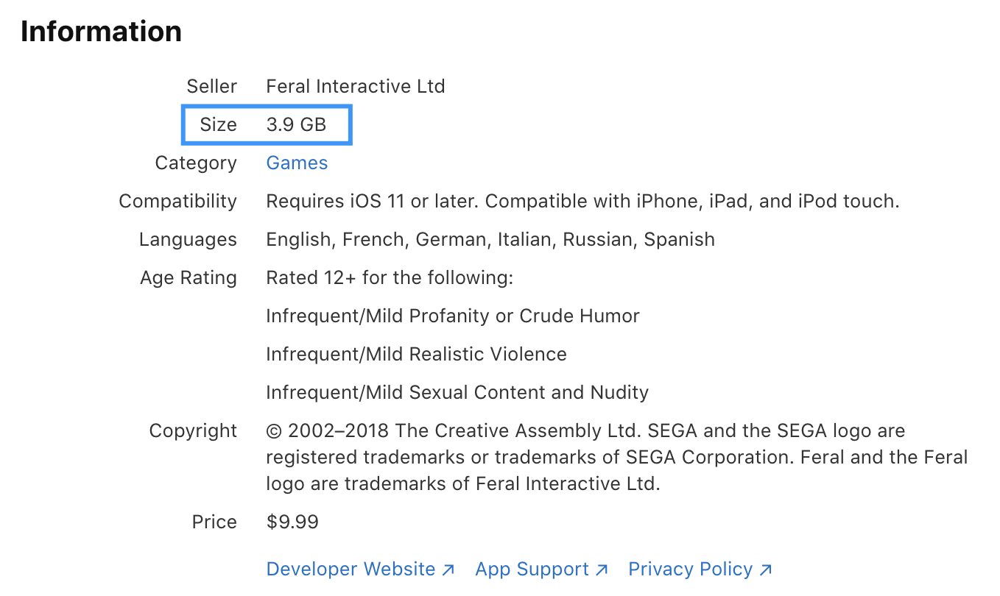 Information
Seller Feral Interactive Ltd
Size 3.9 GB
Category Games
Compatibility Requires iOS 11 or later. Compatible with iPhone, iPad, and iPod touch.
Languages English, French, German, Italian, Russian, Spanish
Age Rating Rated 12+ for the following:
Infrequent/Mild Profanity or Crude Humor
Infrequent/Mild Realistic Violence
Infrequent/Mild Sexual Content and Nudity
Copyright © 2002–2018 The Creative Assembly Ltd. SEGA and the SEGA logo are
registered trademarks or trademarks of SEGA Corporation. Feral and the Feral
logo are trademarks of Feral Interactive Ltd.
Price $9.99
Developer Website ↗ App Support ↗ Privacy Policy ↗